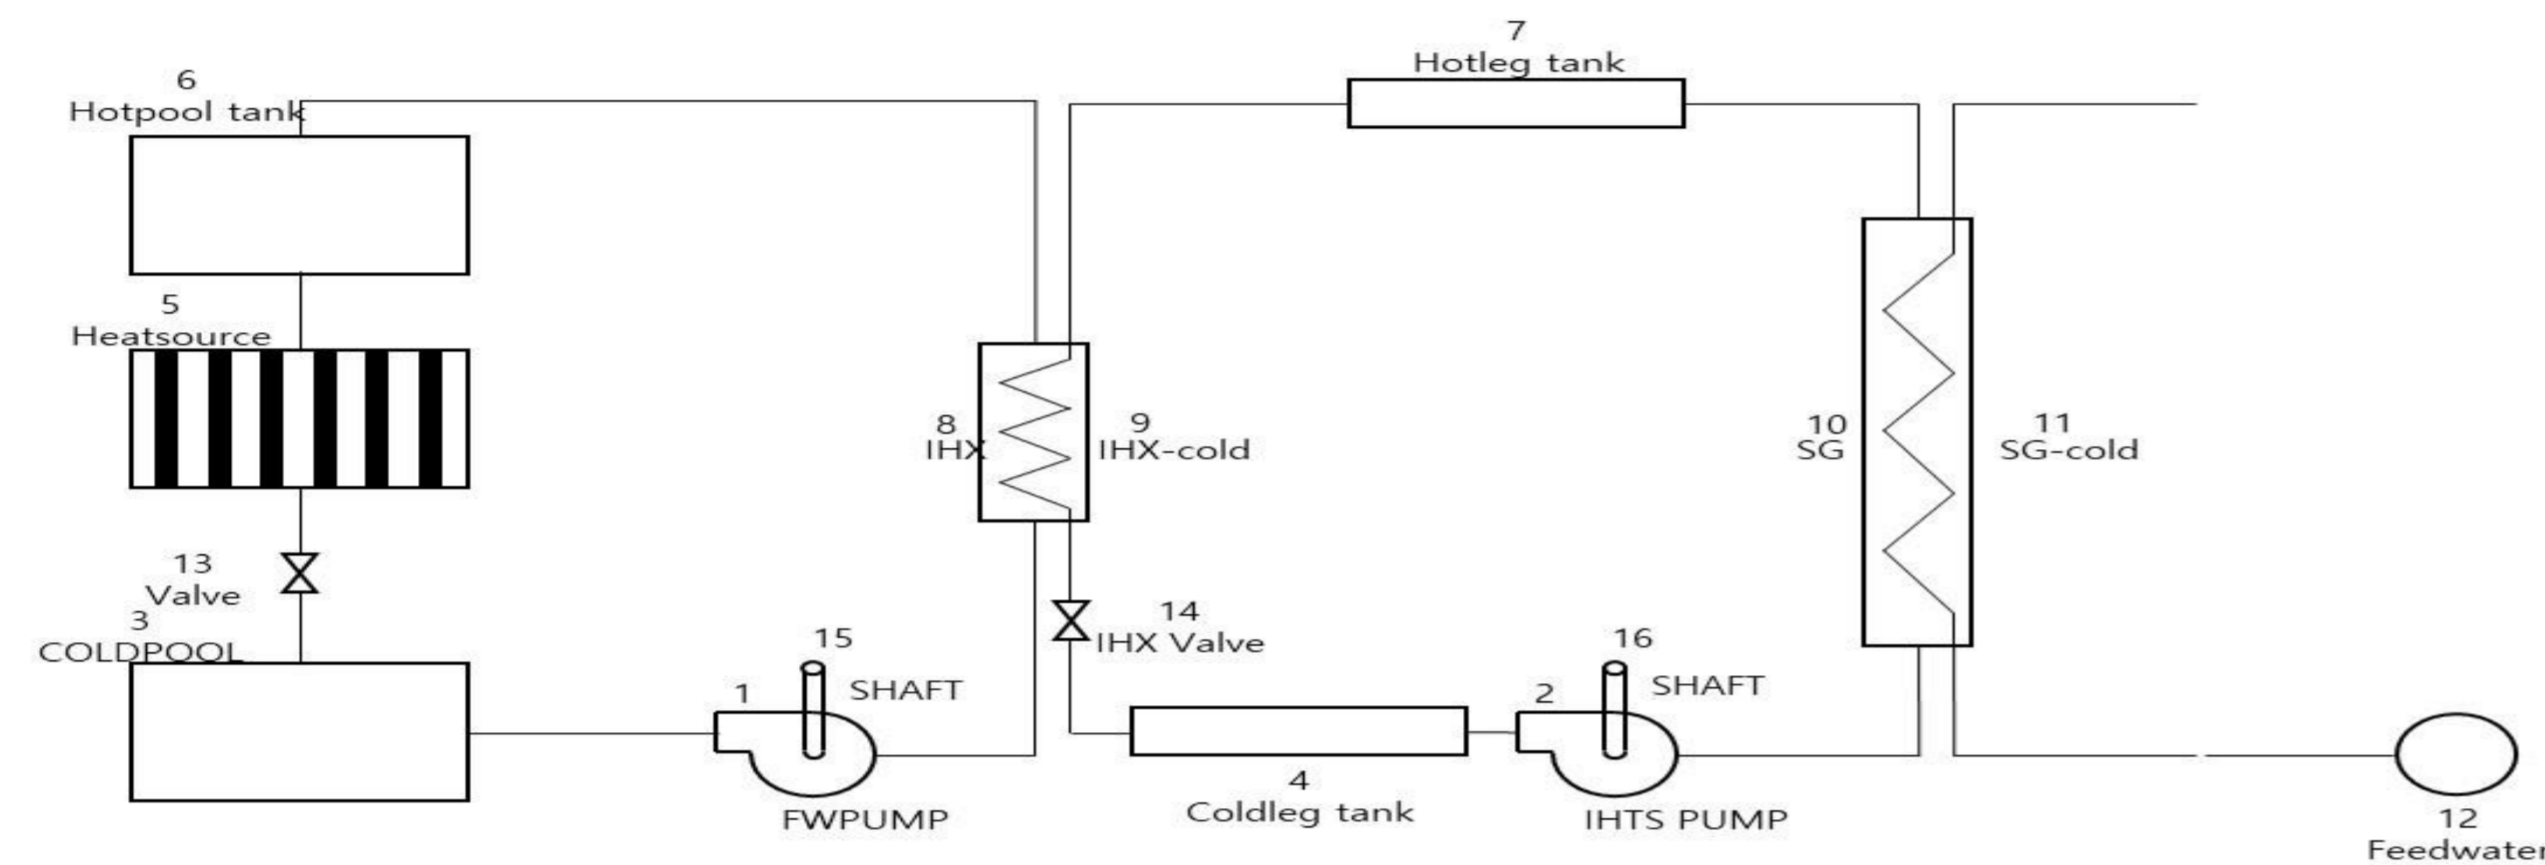 7
Hotleg tank
6
Hotpool tank
5
Heatsource
8
IHX
9
IHX-cold
10
SG
11
SG-cold
13
Valve
3
COLDPOOL
14
IHX Valve
15
SHAFT
1
FWPUMP
16
SHAFT
2
IHTS PUMP
4
Coldleg tank
12
Feedwater